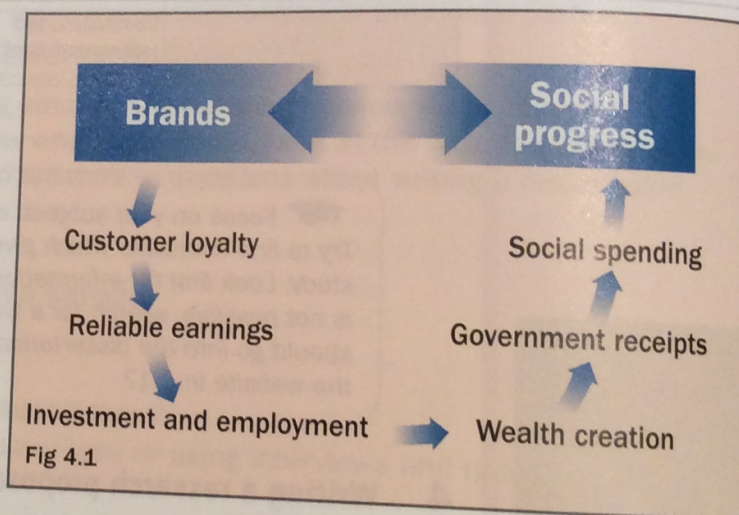 Brands
Social
progress
Customer loyalty
Social spending
Reliable earnings
Government receipts
Investment and employment
Wealth creation
Fig 4.1